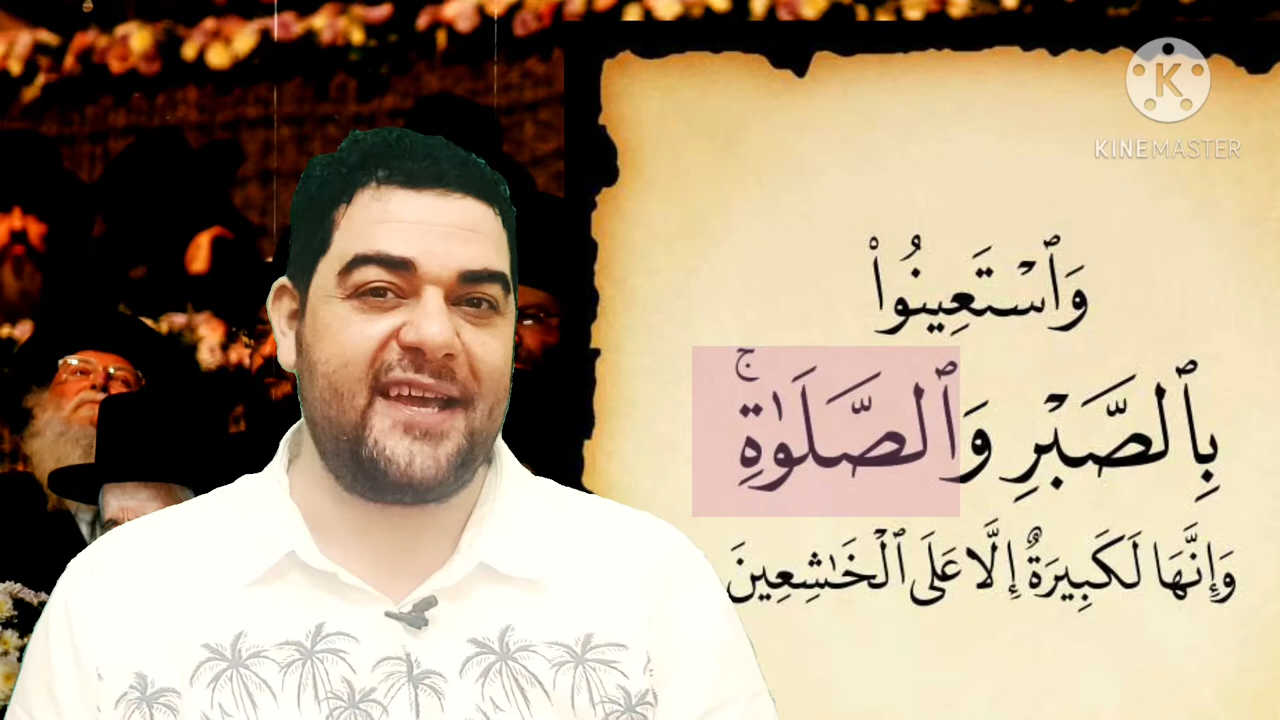 KINEMASTER
وَٱسْتَعِينُوا۟
بِٱلصَّبْرِ وَٱلصَّلَوٰةِ ۚ
وَإِنَّهَا لَكَبِيرَةٌ إِلَّا عَلَى ٱلْخَـٰشِعِينَ